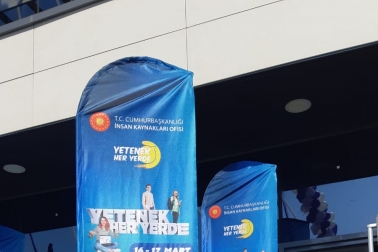 T.C. CUMHURBAŞKANLIĞI
İNSAN KAYNAKLARI OFİSİ
YETENEK
HER YERDE
YETENEK
HER YERDE
14-17 MART
T.C. CUMHURBAŞKANLIĞI
İNSAN KAYNAKLARI OFİSİ
YETENEK
HER YERDE